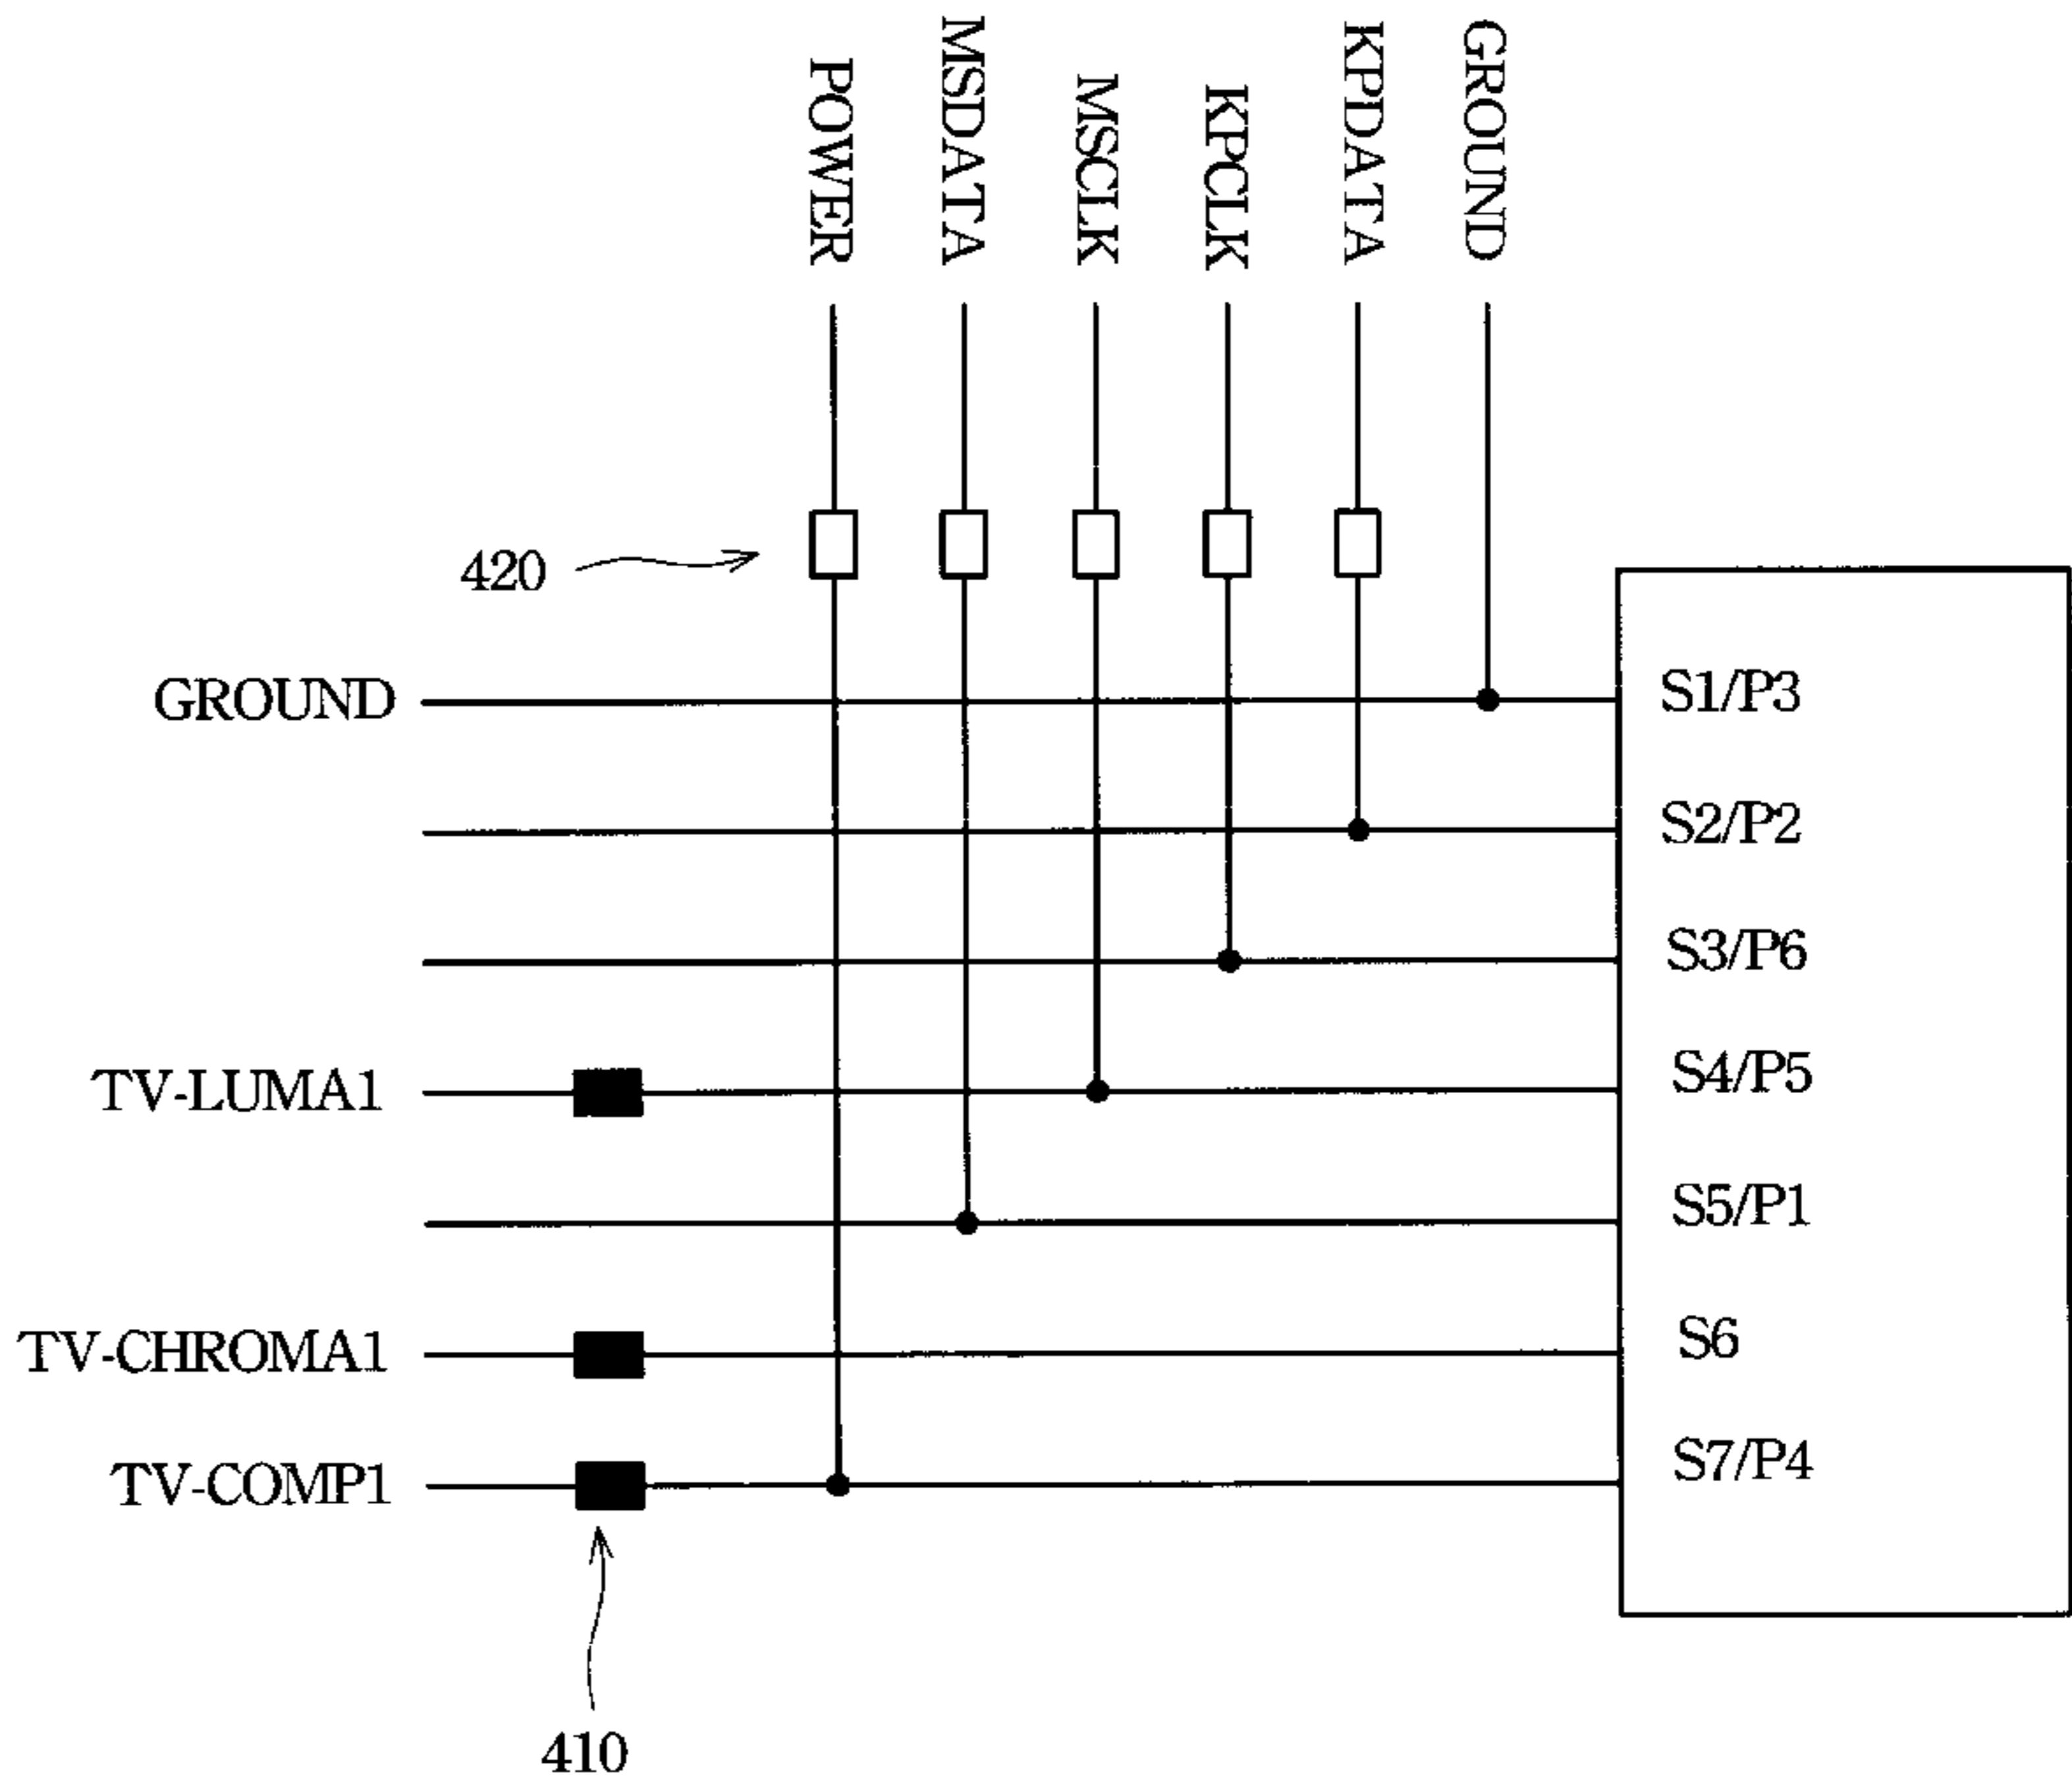 POWER
MSDATA
MSCLK
KPCLK
KPDATA
GROUND
420
GROUND
S1/P3
S2/P2
S3/P6
TV-LUMA1
S4/P5
S5/P1
TV-CHROMA1
S6
TV-COMP1
S7/P4
410